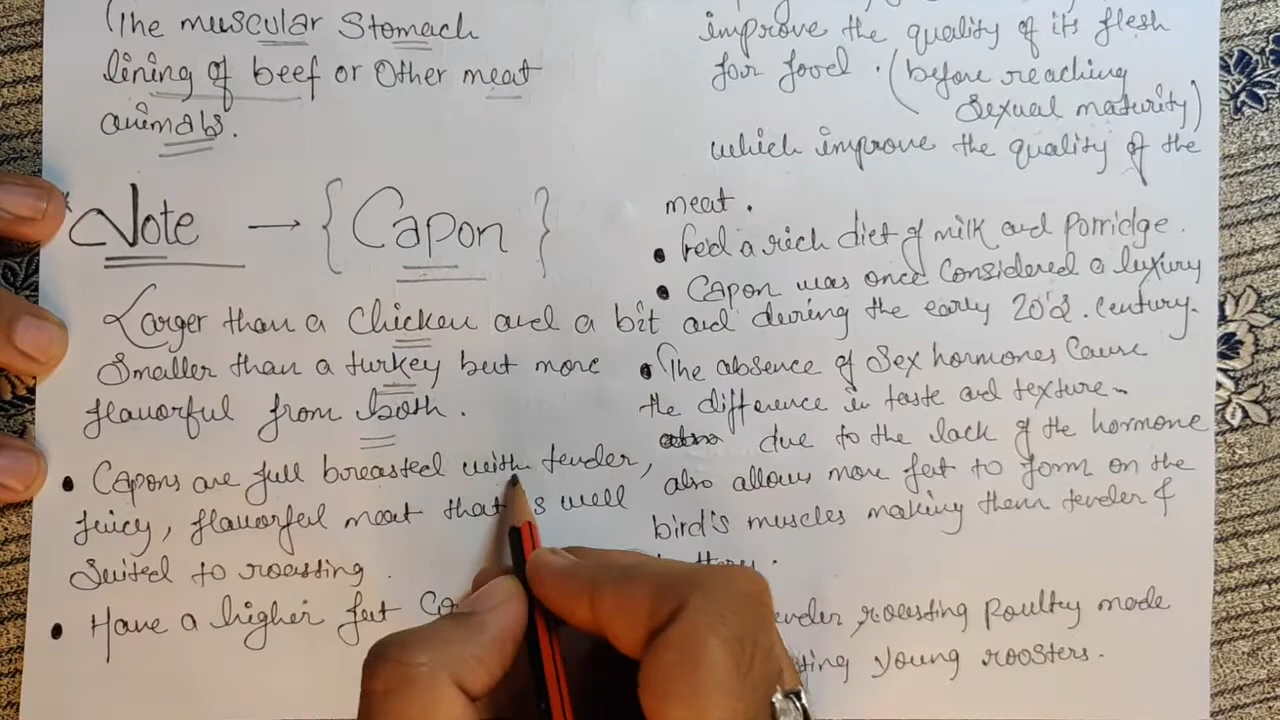 The muscular Stomach
lining of beef or Other meat
animals.
*Note → {Capon}
Larger than a chicken and a bit
Smaller than a turkey but more
flavorful from both.
• Capons are full breasted with tender,
juicy, flavorful meat that is well
Suited to roasting.
• Have a higher fat
improve the quality of its flesh
for food. (before reaching
Sexual maturity)
which improve the quality of the
meat.
• fed a rich diet of milk and Porridge.
• Capon was once Considered a luxury
and during the early 20's. century.
• The absence of Sex hormones Cause
the difference in taste and texture.
due to the lack of the hormone
also allows more fat to form on the
bird's muscles making them tender &
roasting Poultry made
young roosters.